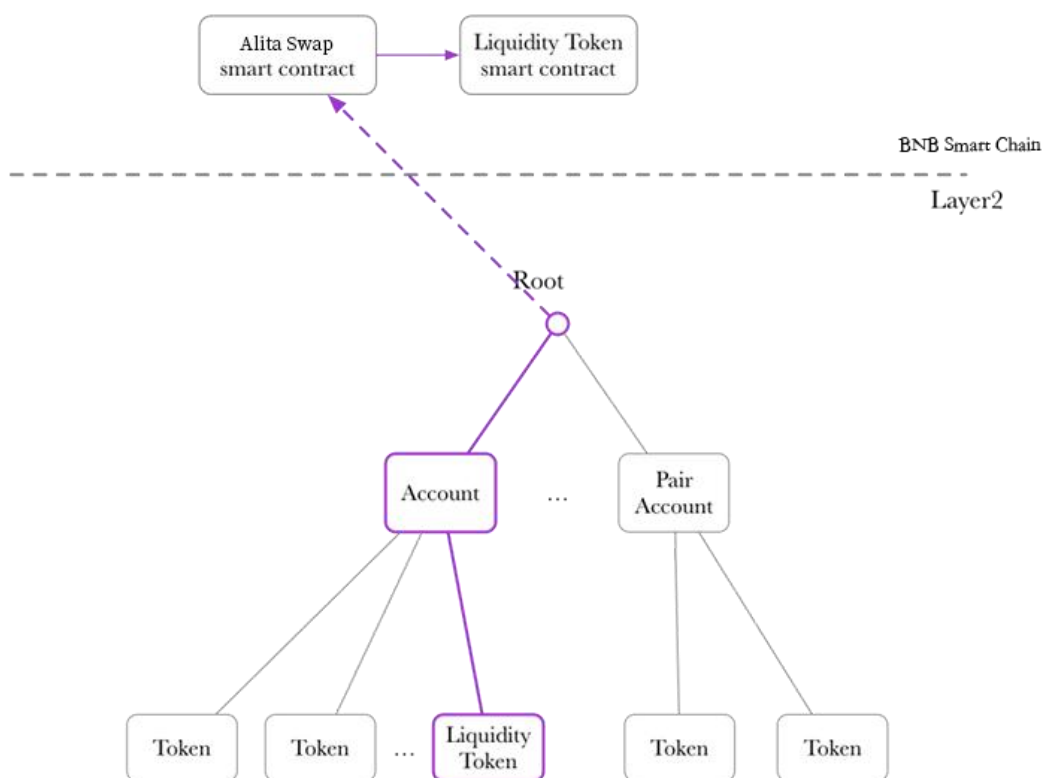 Alita Swap
smart contract
Liquidity Token
smart contract
BNB Smart Chain
Layer2
Root
Account
...
Pair
Account
Token
Token
...
Liquidity
Token
Token
Token